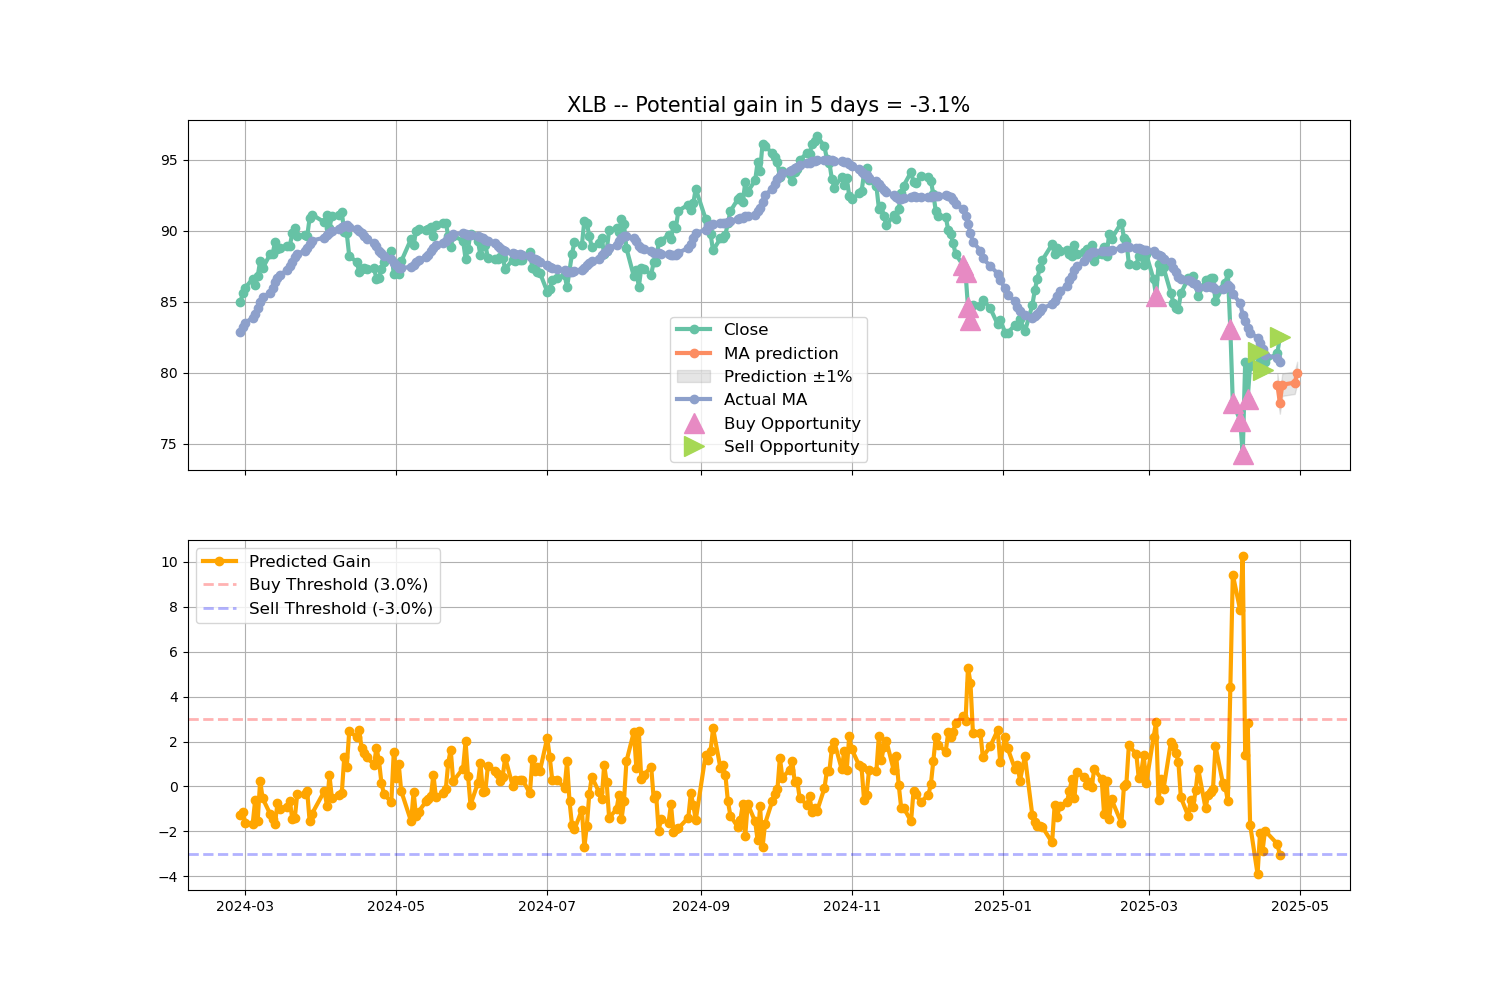 XLB -- Potential gain in 5 days = -3.1%
95
90
85
80
75
Close
MA prediction
Prediction ±1%
Actual MA
Buy Opportunity
Sell Opportunity
10
8
6
4
2
0
−2
−4
Predicted Gain
Buy Threshold (3.0%)
Sell Threshold (-3.0%)
2024-03
2024-05
2024-07
2024-09
2024-11
2025-01
2025-03
2025-05